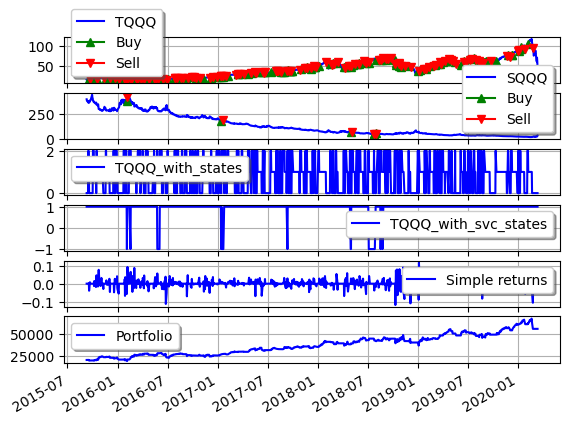 TQQQ
Buy
Sell
100
50
SQQQ
Buy
Sell
250
0
TQQQ_with_states
2
0
TQQQ_with_svc_states
1
0
−1
Simple returns
0.1
0.0
−0.1
Portfolio
50000
25000
2015-07
2016-01
2016-07
2017-01
2017-07
2018-01
2018-07
2019-01
2019-07
2020-01